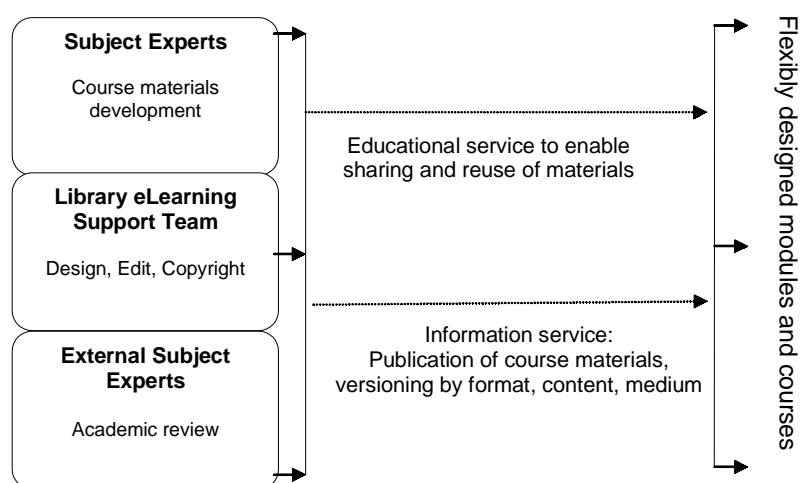 Subject Experts
Course materials
development
Library eLearning
Support Team
Design, Edit, Copyright
External Subject
Experts
Academic review
Educational service to enable
sharing and reuse of materials
Information service:
Publication of course materials,
versioning by format, content, medium
Flexibly designed modules and courses